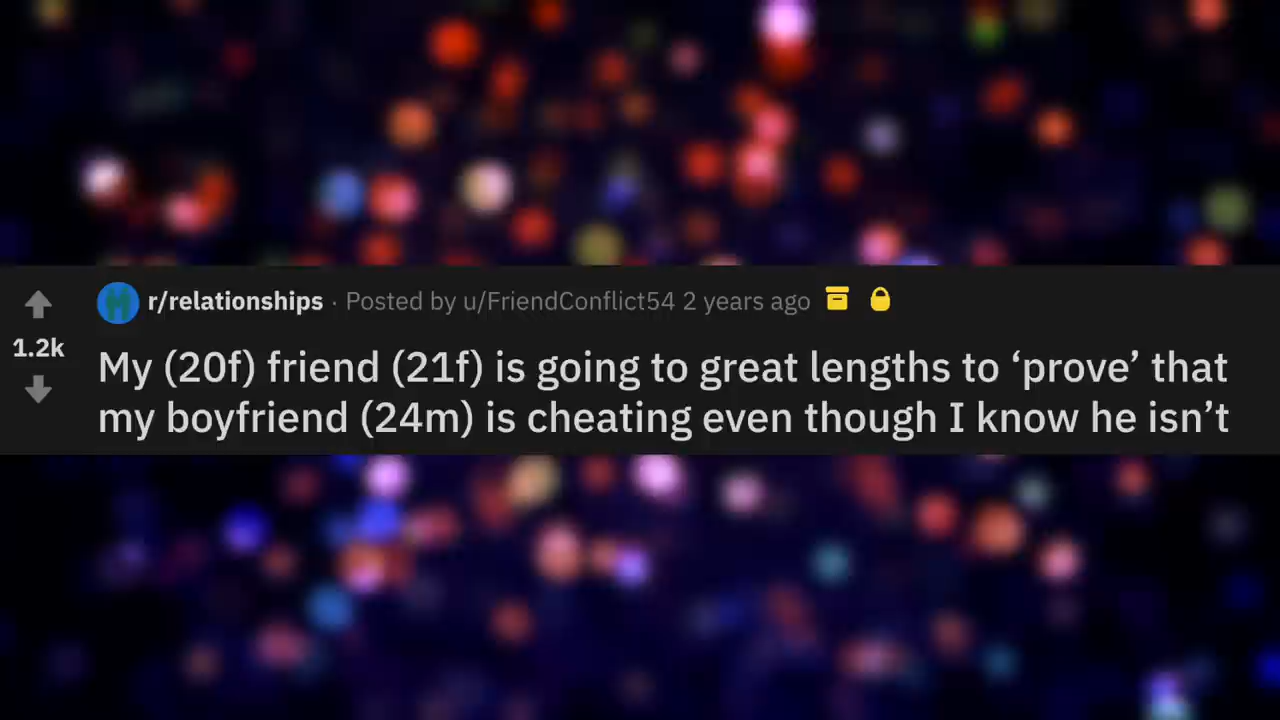 r/relationships · Posted by u/FriendConflict54 2 years ago
1.2k
My (20f) friend (21f) is going to great lengths to ‘prove’ that
my boyfriend (24m) is cheating even though I know he isn’t